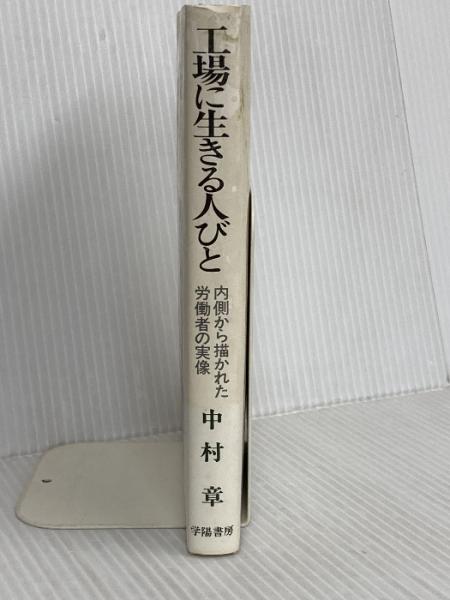 工場に生きる人びと
内側から描かれた
労働者の実像
中村 章
学陽書房